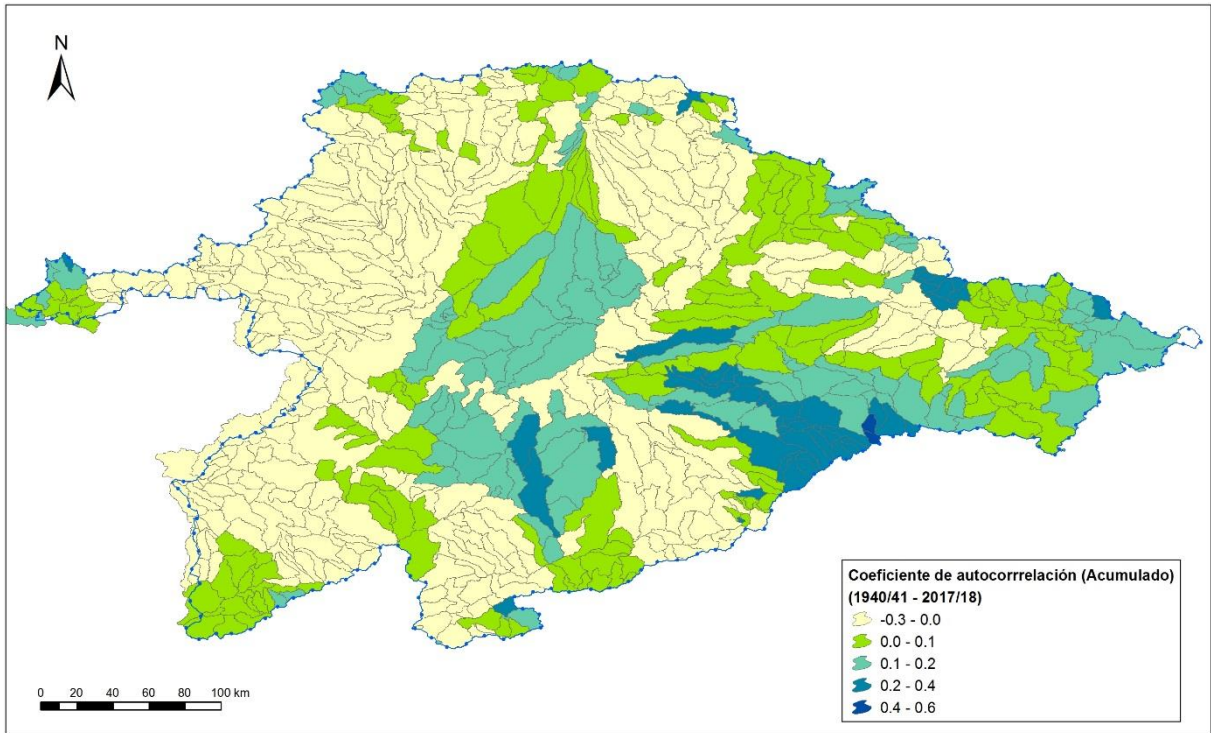 N
0 10 20 40 60 80 100 km
Coeficiente de autocorrrelación (Acumulado)
(1940/41 - 2017/18)
-0.3 - 0.0
0.0 - 0.1
0.1 - 0.2
0.2 - 0.4
0.4 - 0.6